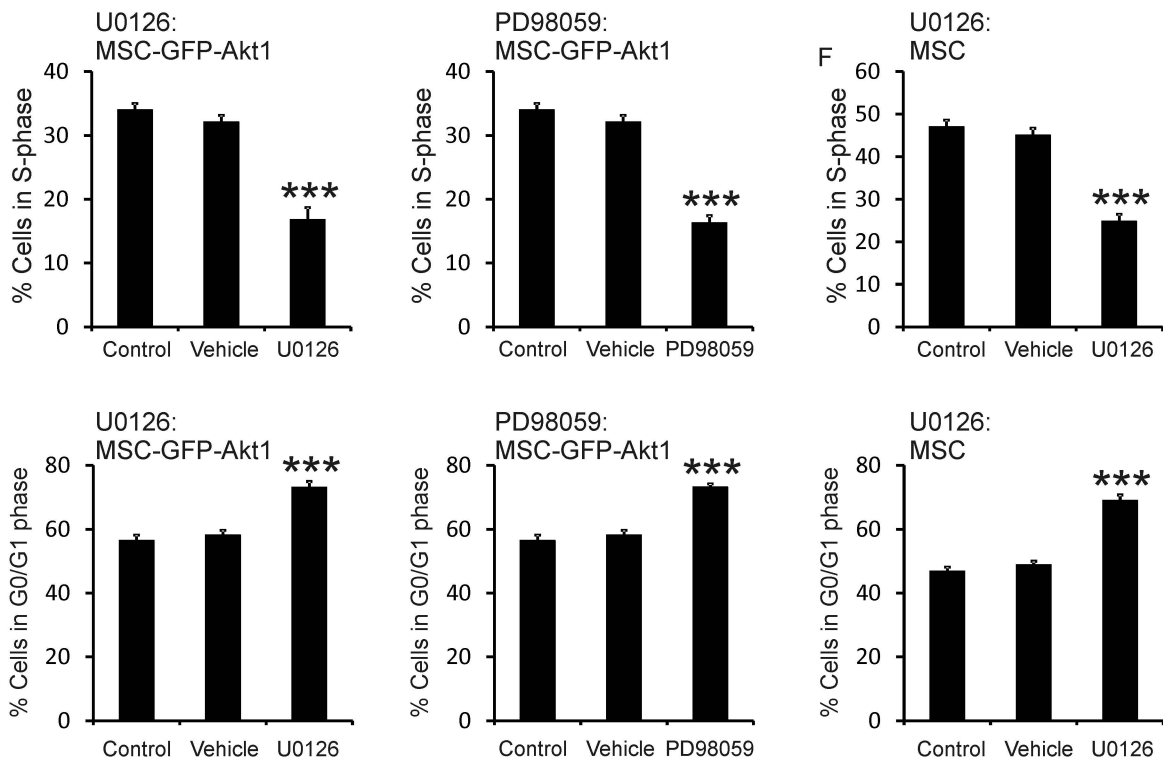 U0126:
MSC-GFP-Akt1
% Cells in S-phase
40
30
20
10
0
***
Control Vehicle U0126
PD98059:
MSC-GFP-Akt1
% Cells in S-phase
40
30
20
10
0
***
Control Vehicle PD98059
F
U0126:
MSC
% Cells in S-phase
60
50
40
30
20
10
0
***
Control Vehicle U0126
U0126:
MSC-GFP-Akt1
% Cells in G0/G1 phase
80
60
40
20
0
***
Control Vehicle U0126
PD98059:
MSC-GFP-Akt1
% Cells in G0/G1 phase
80
60
40
20
0
***
Control Vehicle PD98059
U0126:
MSC
% Cells in G0/G1 phase
80
60
40
20
0
***
Control Vehicle U0126